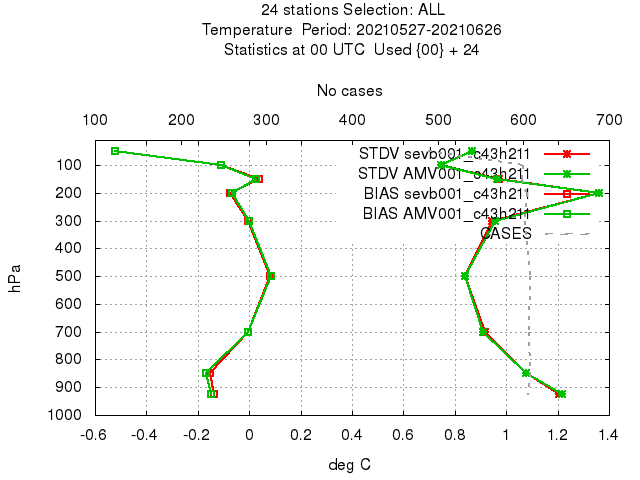 24 stations Selection: ALL
Temperature  Period: 20210527-20210626
Statistics at 00 UTC  Used {00} + 24
No cases
100 200 300 400 500 600 700
STDV sevb001_c43h211
STDV AMV001_c43h211
BIAS sevb001_c43h211
BIAS AMV001_c43h211
CASES
100
200
300
400
500
600
700
800
900
1000
hPa
-0.6 -0.4 -0.2 0 0.2 0.4 0.6 0.8 1 1.2 1.4
deg C